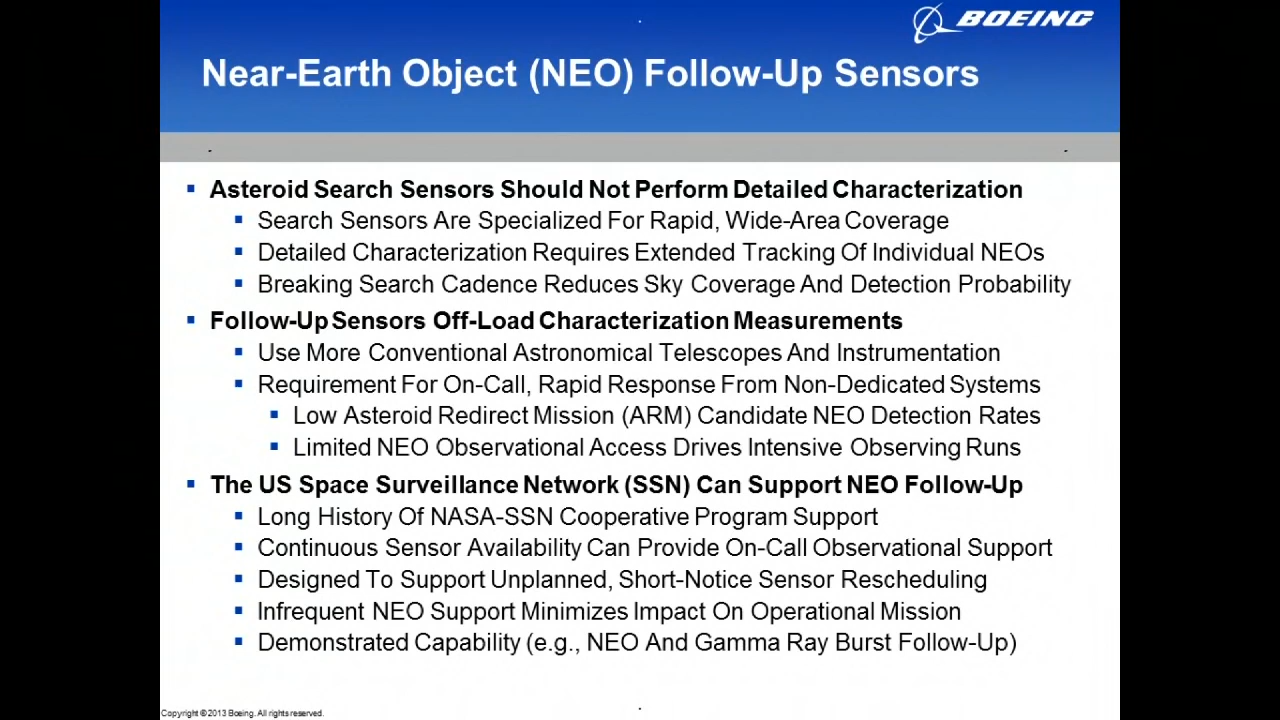 BOEING
Near-Earth Object (NEO) Follow-Up Sensors
Asteroid Search Sensors Should Not Perform Detailed Characterization
Search Sensors Are Specialized For Rapid, Wide-Area Coverage
Detailed Characterization Requires Extended Tracking Of Individual NEOs
Breaking Search Cadence Reduces Sky Coverage And Detection Probability
Follow-Up Sensors Off-Load Characterization Measurements
Use More Conventional Astronomical Telescopes And Instrumentation
Requirement For On-Call, Rapid Response From Non-Dedicated Systems
Low Asteroid Redirect Mission (ARM) Candidate NEO Detection Rates
Limited NEO Observational Access Drives Intensive Observing Runs
The US Space Surveillance Network (SSN) Can Support NEO Follow-Up
Long History Of NASA-SSN Cooperative Program Support
Continuous Sensor Availability Can Provide On-Call Observational Support
Designed To Support Unplanned, Short-Notice Sensor Rescheduling
Infrequent NEO Support Minimizes Impact On Operational Mission
Demonstrated Capability (e.g., NEO And Gamma Ray Burst Follow-Up)
Copyright © 2013 Boeing. All rights reserved.